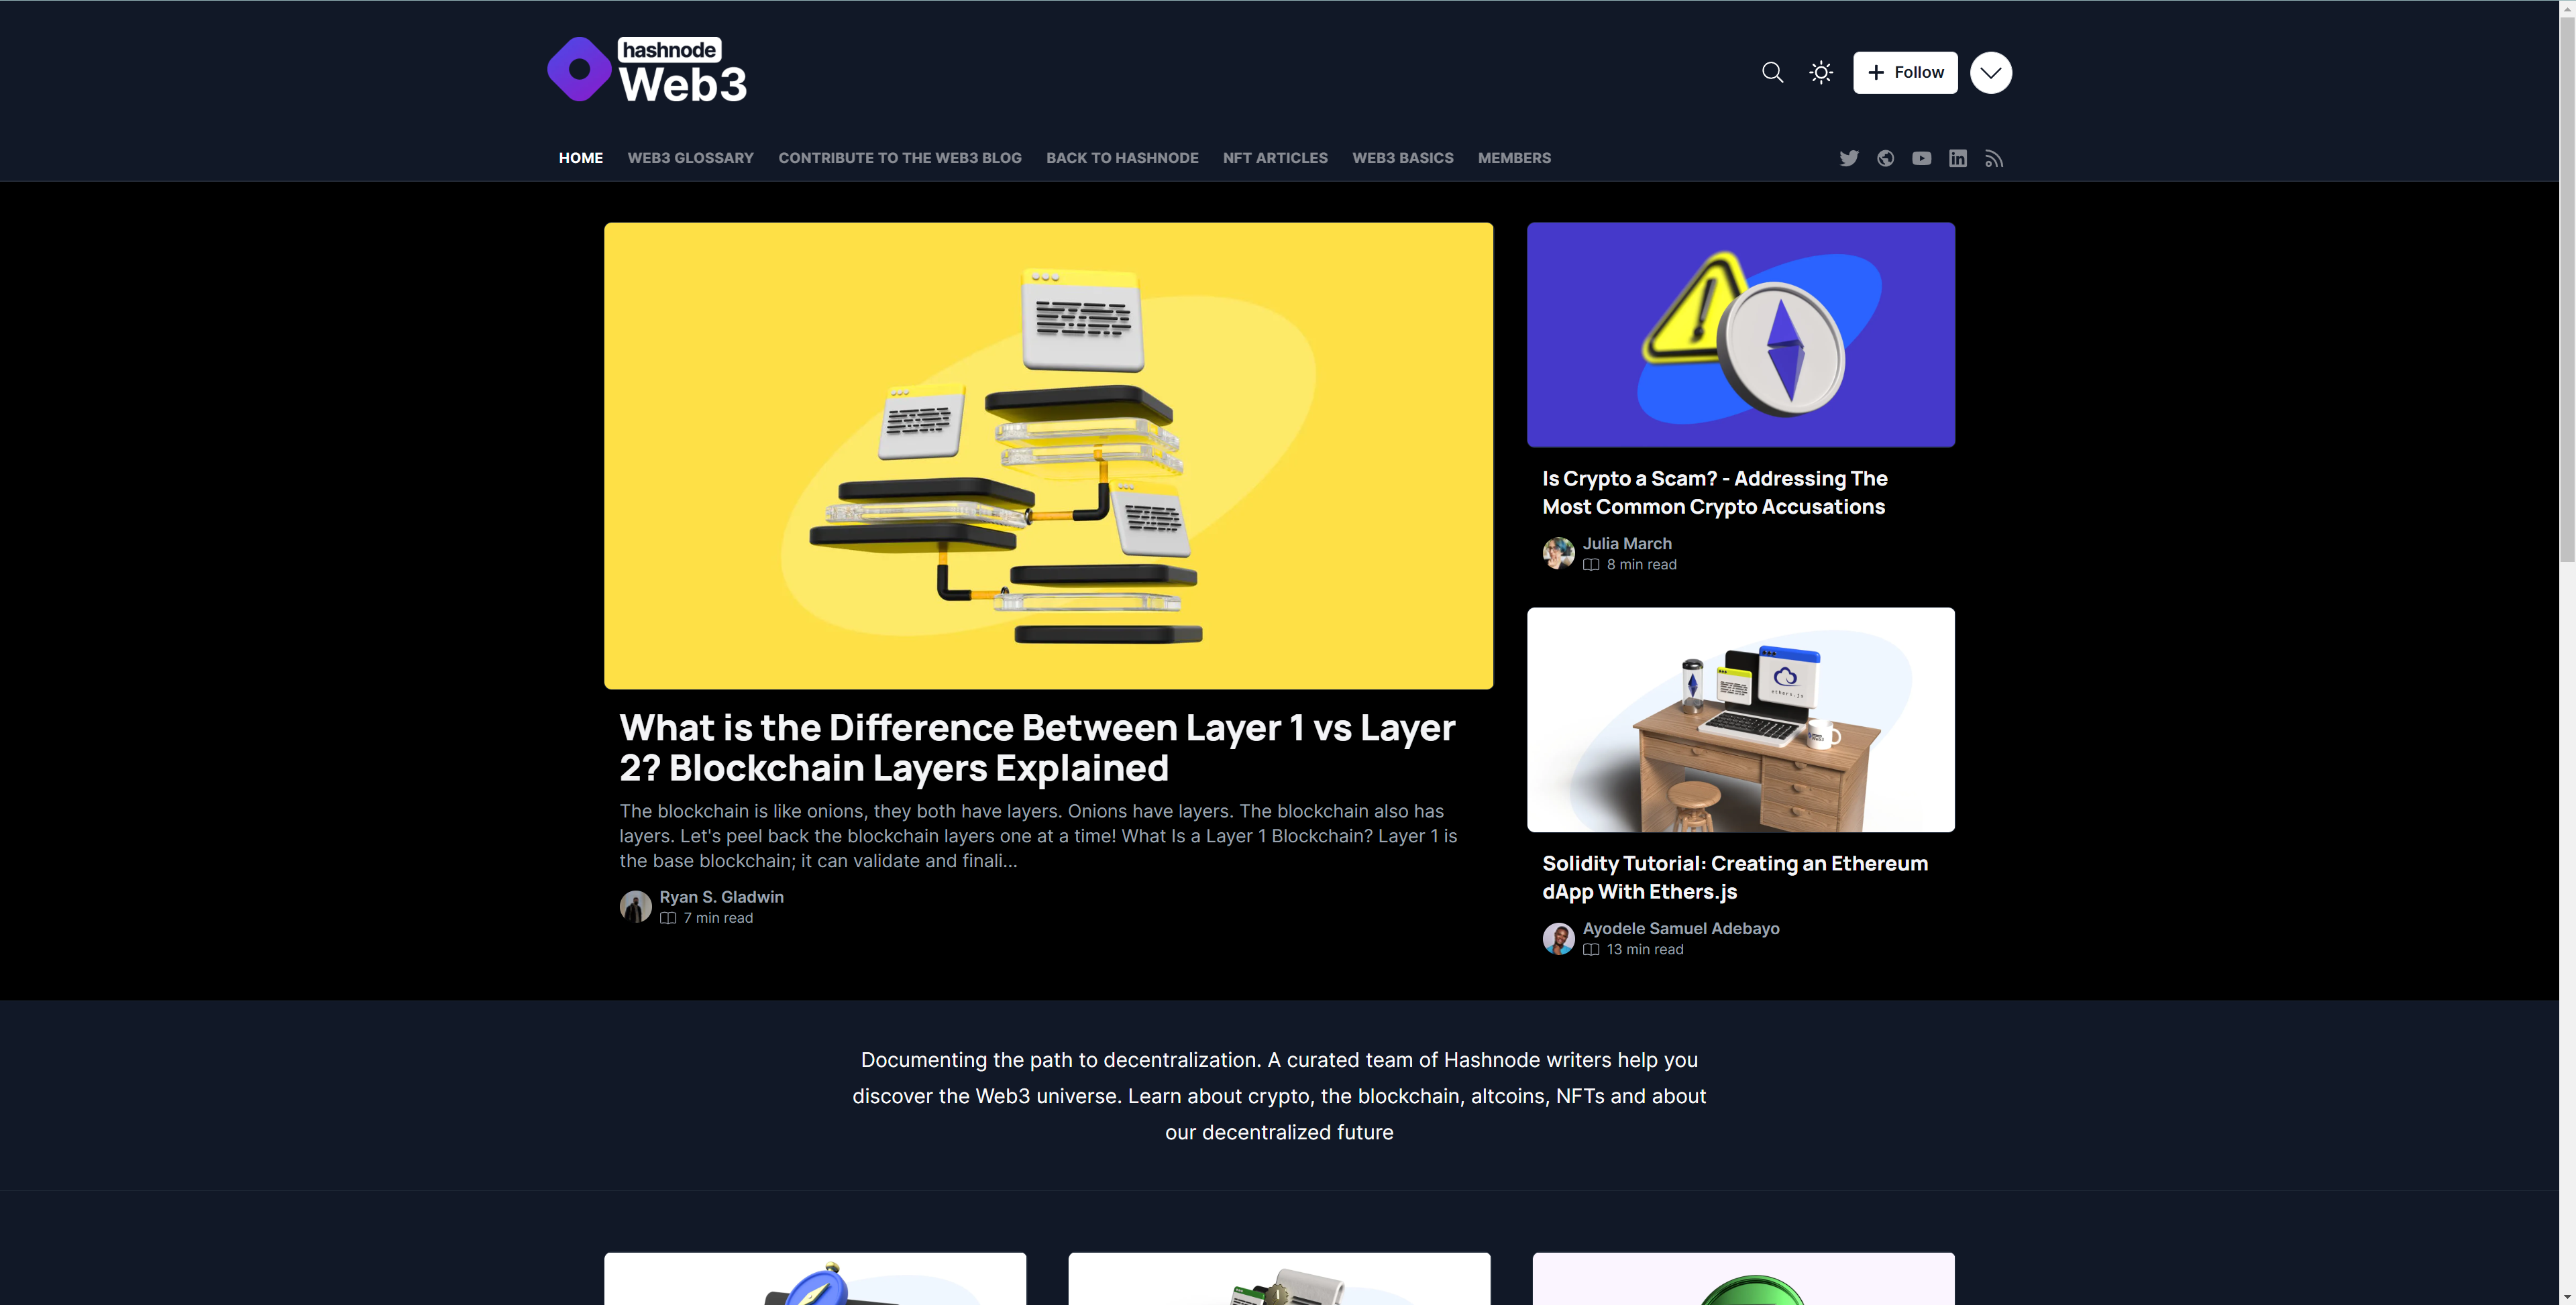 hashnode
Web3
Follow
HOME WEB3 GLOSSARY CONTRIBUTE TO THE WEB3 BLOG BACK TO HASHNODE NFT ARTICLES WEB3 BASICS MEMBERS
What is the Difference Between Layer 1 vs Layer
2? Blockchain Layers Explained
The blockchain is like onions, they both have layers. Onions have layers. The blockchain also has
layers. Let's peel back the blockchain layers one at a time! What Is a Layer 1 Blockchain? Layer 1 is
the base blockchain; it can validate and finali...
Ryan S. Gladwin
7 min read
Is Crypto a Scam? - Addressing The
Most Common Crypto Accusations
Julia March
8 min read
ethers.js
Solidity Tutorial: Creating an Ethereum
dApp With Ethers.js
Ayodele Samuel Adebayo
13 min read
Documenting the path to decentralization. A curated team of Hashnode writers help you
discover the Web3 universe. Learn about crypto, the blockchain, altcoins, NFTs and about
our decentralized future